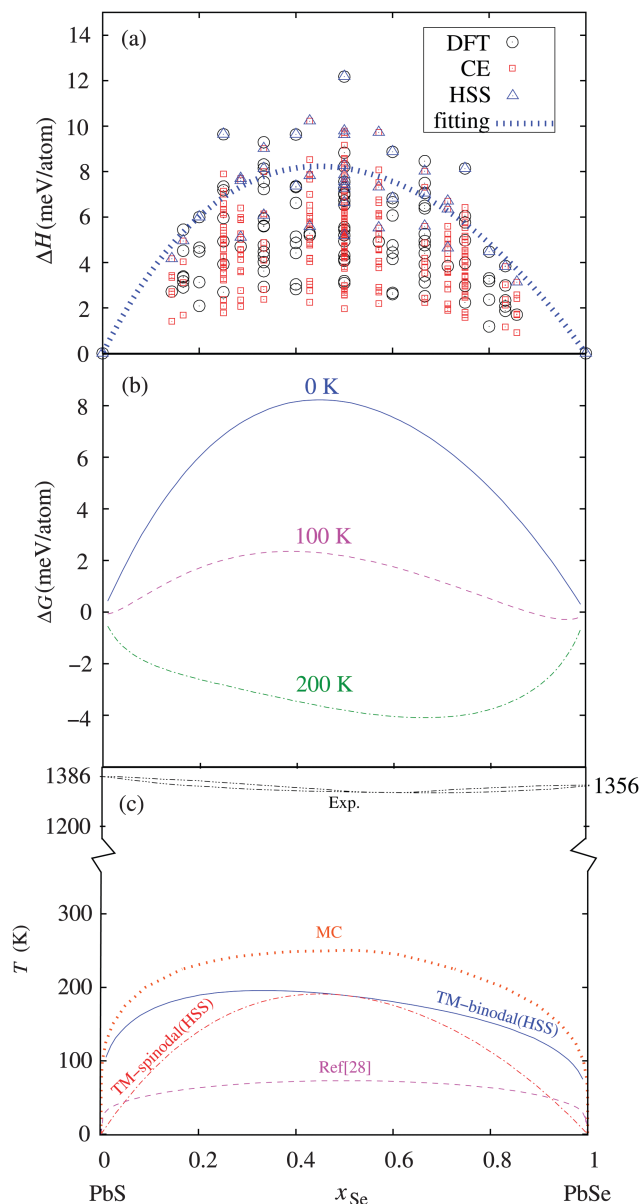 (a)
DFT
CE
HSS
fitting
14
12
10
8
6
4
2
0
ΔH (meV/atom)
(b)
0 K
100 K
200 K
8
6
4
2
0
−2
−4
ΔG (meV/atom)
(c)
1386
1356
Exp.
1200
300
200
100
0
T (K)
MC
TM−binodal(HSS)
TM−spinodal(HSS)
Ref[28]
0 0.2 0.4 0.6 0.8 1
PbS xSe PbSe